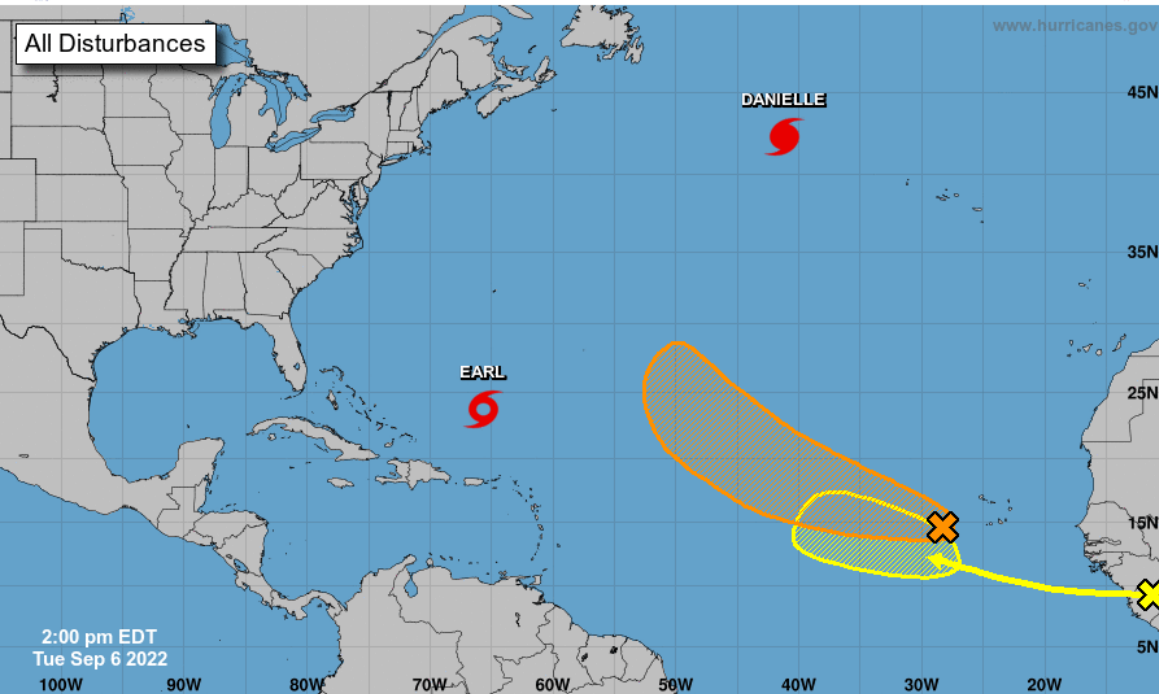 www.hurricanes.gov
All Disturbances
DANIELLE
45N
35N
EARL
25N
15N
2:00 pm EDT
Tue Sep 6 2022
5N
100W 90W 80W 70W 60W 50W 40W 30W 20W